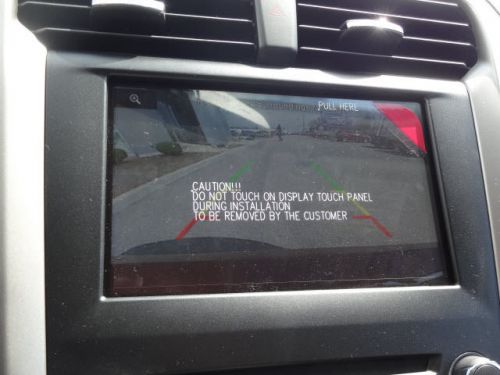 PULL HERE
CAUTION!!!
DO NOT TOUCH ON DISPLAY TOUCH PANEL
DURING INSTALLATION
TO BE REMOVED BY THE CUSTOMER